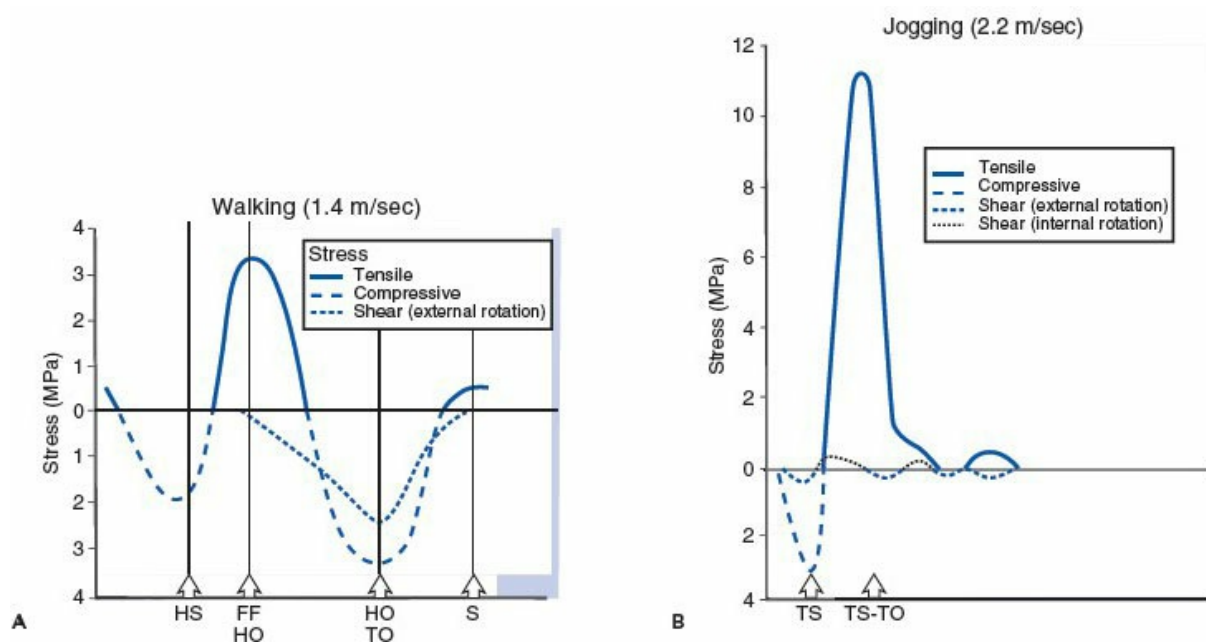 Walking (1.4 m/sec)
Stress (MPa)
4
3
2
1
0
1
2
3
4
Stress
Tensile
Compressive
Shear (external rotation)
HS
FF
HO
HO
TO
S
A
Jogging (2.2 m/sec)
Stress (MPa)
12
10
8
6
4
2
0
2
4
Tensile
Compressive
Shear (external rotation)
Shear (internal rotation)
TS
TS-TO
B